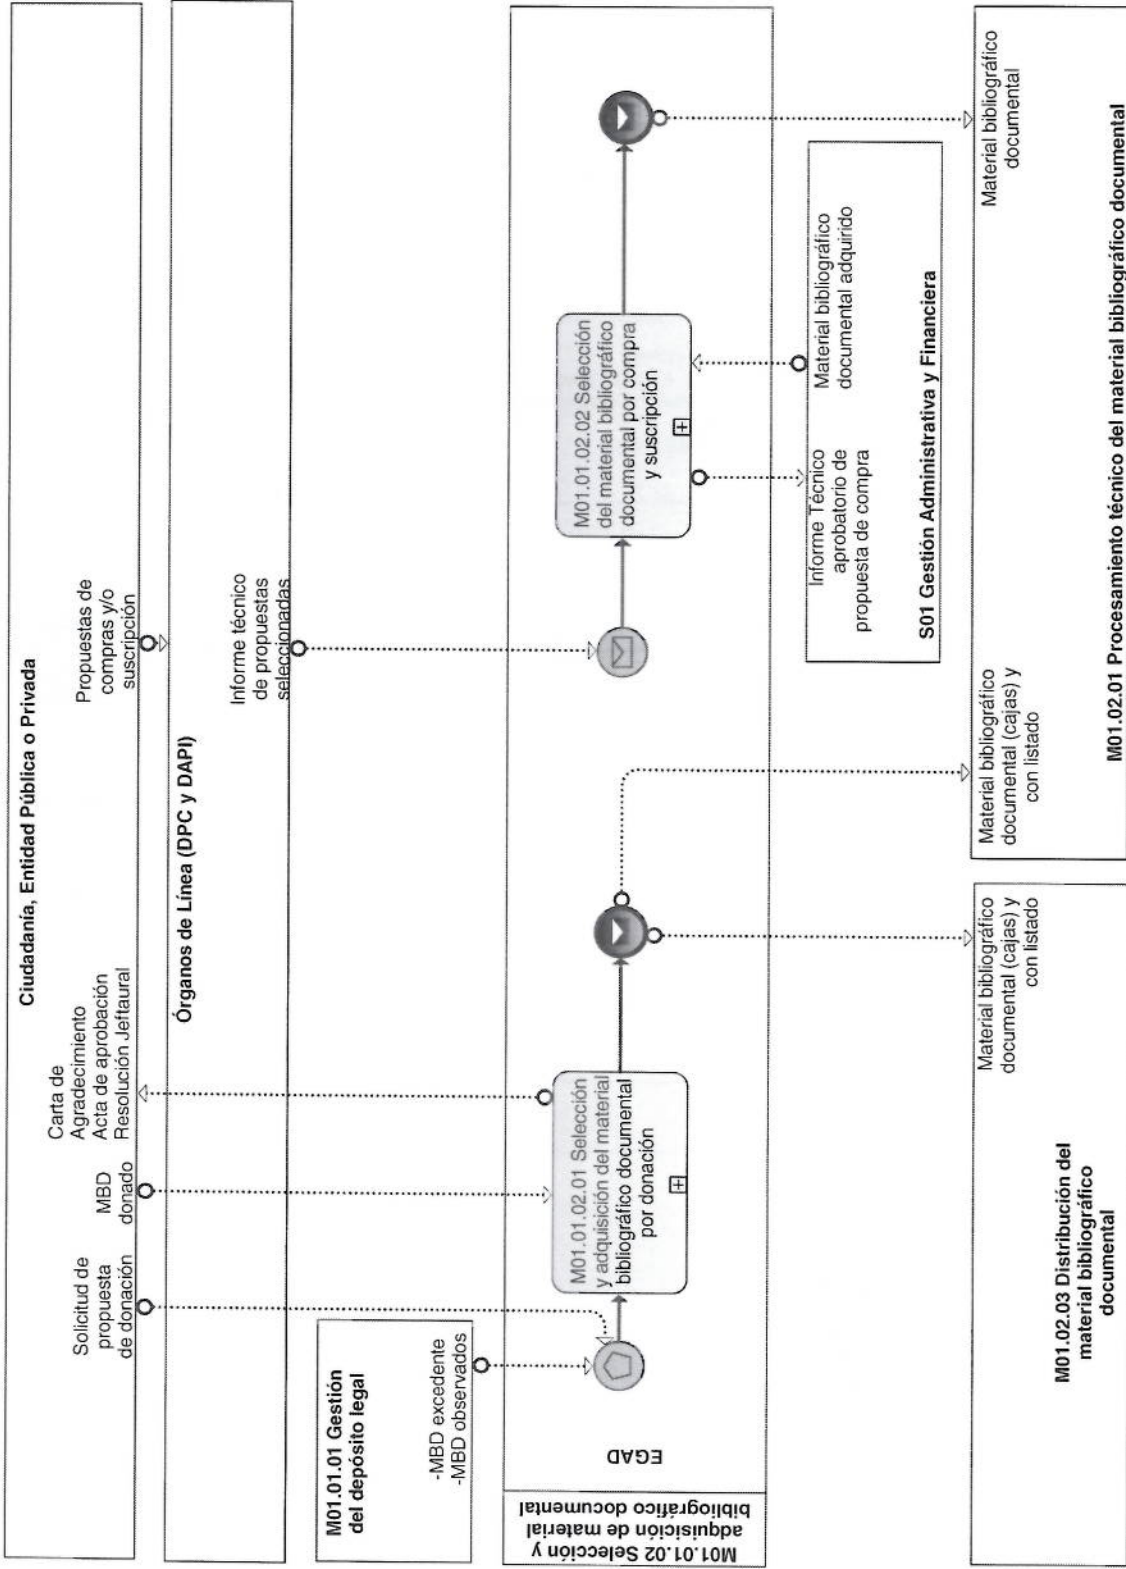 Ciudadanía, Entidad Pública o Privada
Solicitud de
propuesta
de donación
MBD
donado
Carta de
Agradecimiento
Acta de aprobación
Resolución Jeftaural
Propuestas de
compras y/o
suscripción
Órganos de Línea (DPC y DAPI)
Informe técnico
de propuestas
seleccionadas
M01.01.01 Gestión
del depósito legal
-MBD excedente
-MBD observados
M01.01.02 Selección y
adquisición de material
bibliográfico documental
EGAD
M01.01.02.01 Selección
y adquisición del material
bibliográfico documental
por donación
M01.01.02.02 Selección
del material bibliográfico
documental por compra
y suscripción
Informe Técnico
aprobatorio de
propuesta de compra
Material bibliográfico
documental adquirido
S01 Gestión Administrativa y Financiera
Material bibliográfico
documental (cajas) y
con listado
M01.02.03 Distribución del
material bibliográfico
documental
Material bibliográfico
documental (cajas) y
con listado
Material bibliográfico
documental
M01.02.01 Procesamiento técnico del material bibliográfico documental